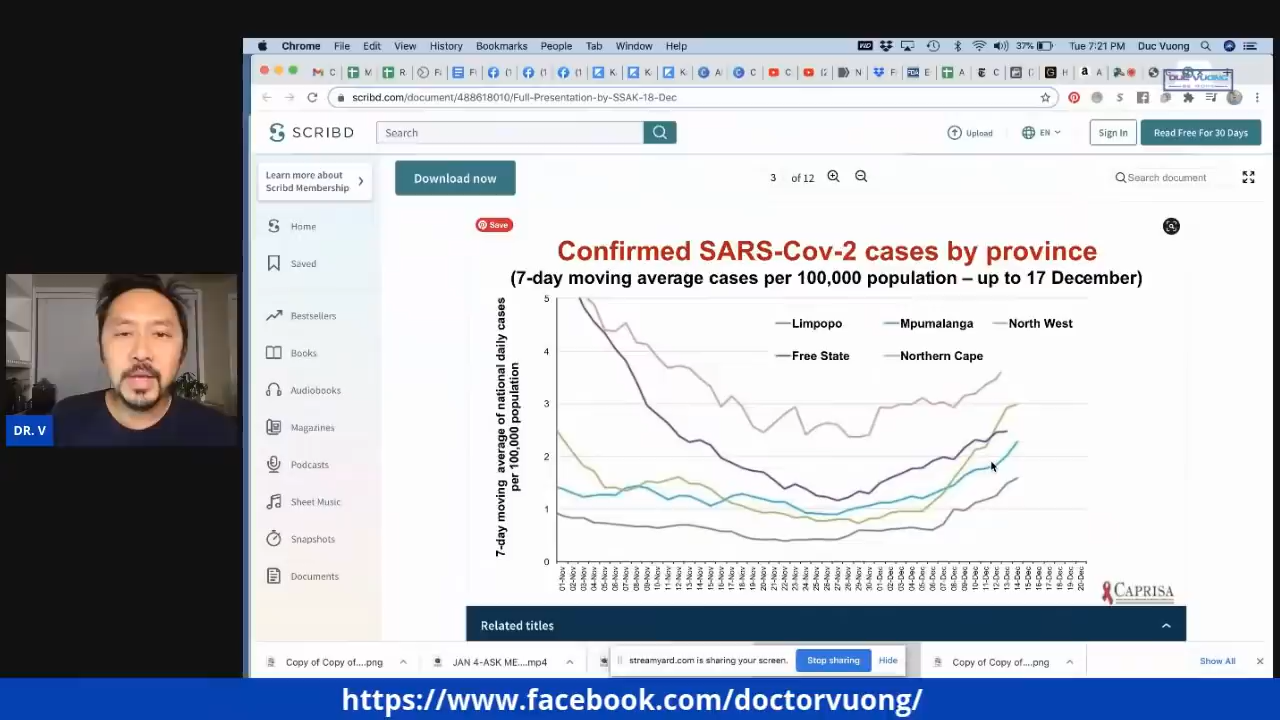 Chrome File Edit View History Bookmarks People Tab Window Help
37% Tue 7:21 PM Duc Vuong
scribd.com/document/488618010/Full-Presentation-by-SSAK-18-Dec
SCRIBD
Search
Upload
EN
Sign In
Read Free For 30 Days
Learn more about
Scribd Membership
Download now
3 of 12
Search document
Home
Saved
Bestsellers
Books
Audiobooks
Magazines
Podcasts
Sheet Music
Snapshots
Documents
Save
Confirmed SARS-Cov-2 cases by province
(7-day moving average cases per 100,000 population – up to 17 December)
7-day moving average of national daily cases
per 100,000 population
5
4
3
2
1
0
Limpopo Mpumalanga North West
Free State Northern Cape
CAPRISA
Related titles
DR. V
Copy of Copy of....png
JAN 4-ASK ME....mp4
streamyard.com is sharing your screen.
Stop sharing
Hide
Copy of Copy of....png
Show All
https://www.facebook.com/doctorvuong/